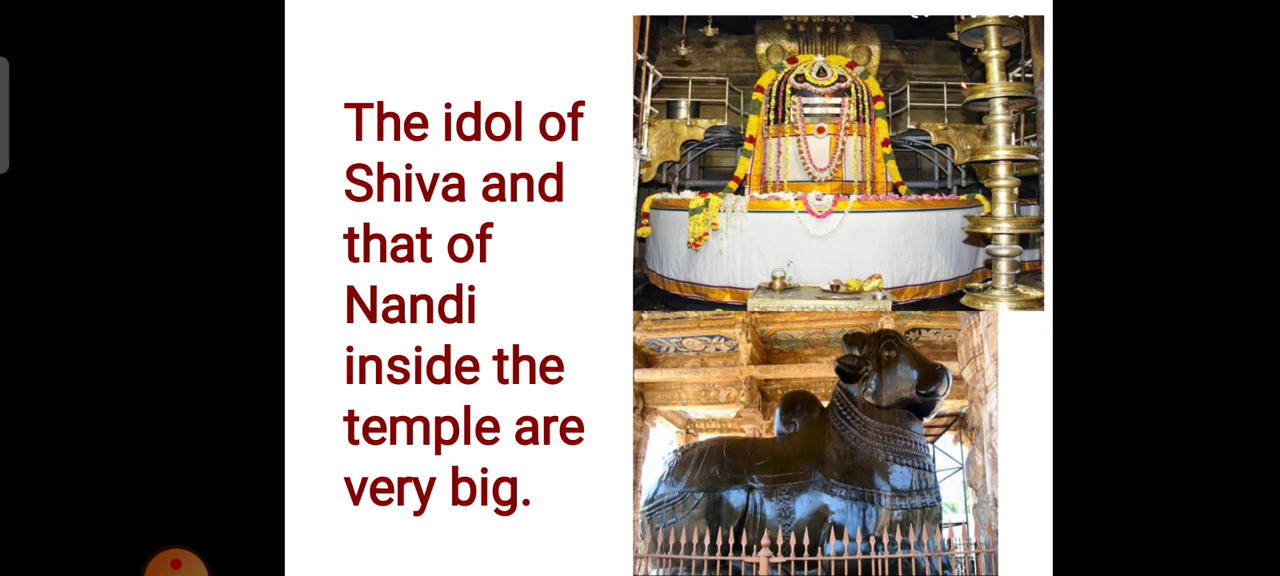 The idol of
Shiva and
that of
Nandi
inside the
temple are
very big.